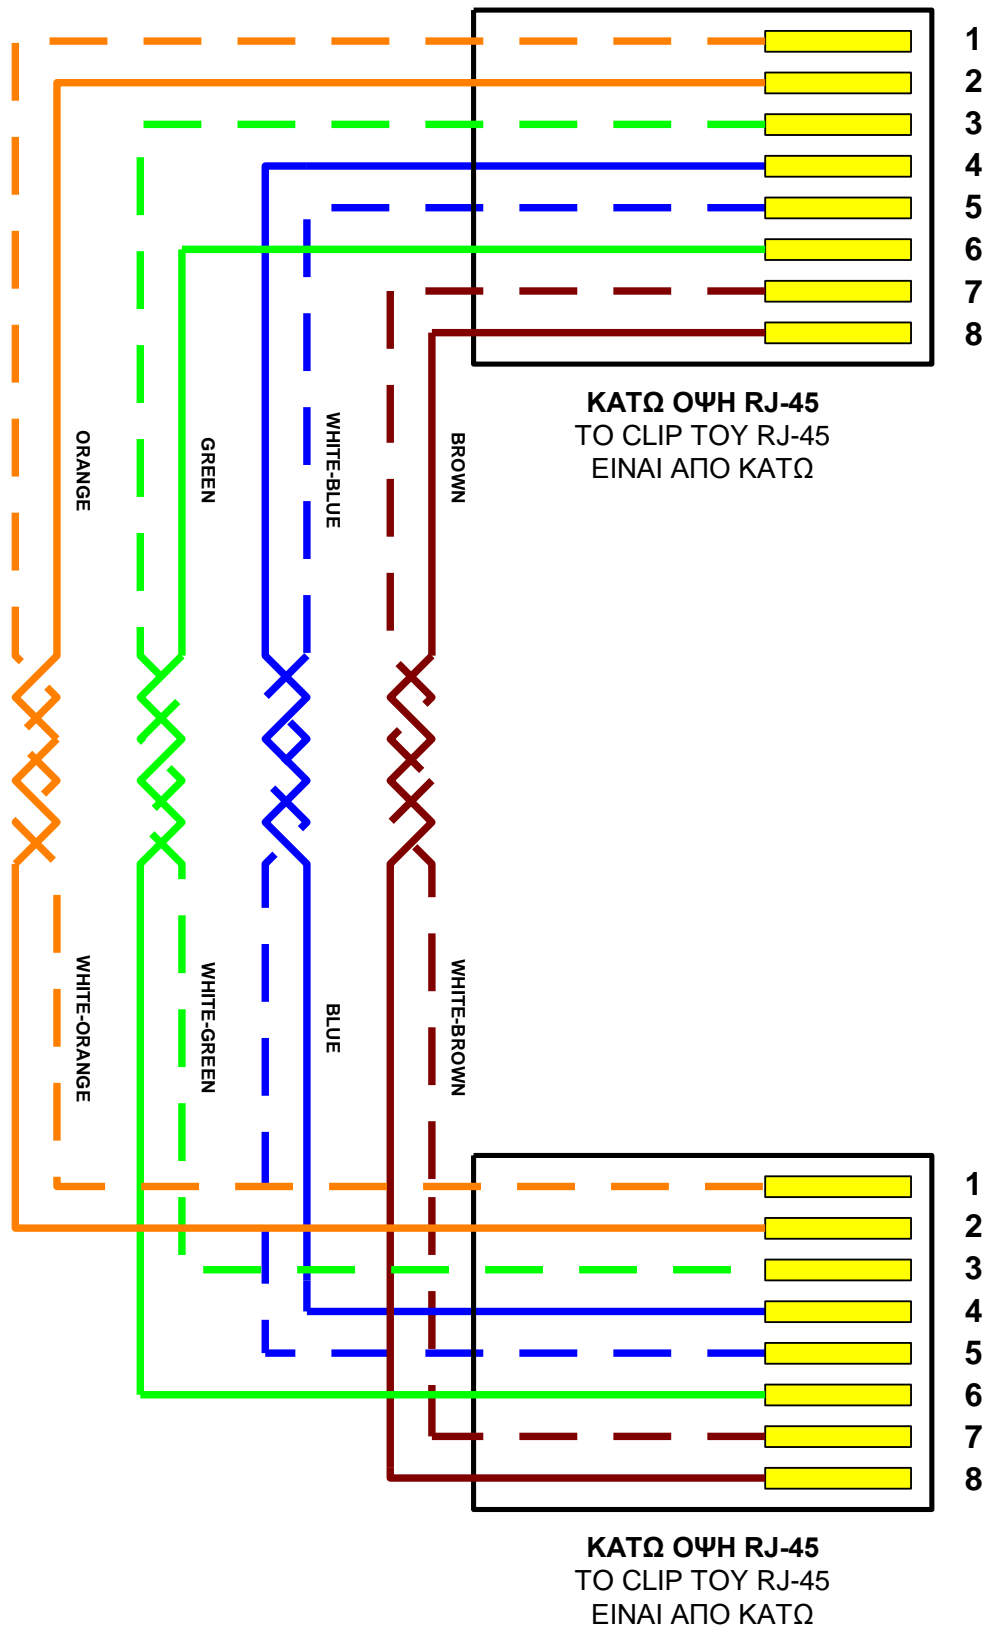 1
2
3
4
5
6
7
8
ΚΑΤΩ ΟΨΗ RJ-45
ΤΟ CLIP ΤΟΥ RJ-45
ΕΙΝΑΙ ΑΠΟ ΚΑΤΩ
ORANGE
GREEN
WHITE-BLUE
BROWN
WHITE-ORANGE
WHITE-GREEN
BLUE
WHITE-BROWN
1
2
3
4
5
6
7
8
ΚΑΤΩ ΟΨΗ RJ-45
ΤΟ CLIP ΤΟΥ RJ-45
ΕΙΝΑΙ ΑΠΟ ΚΑΤΩ